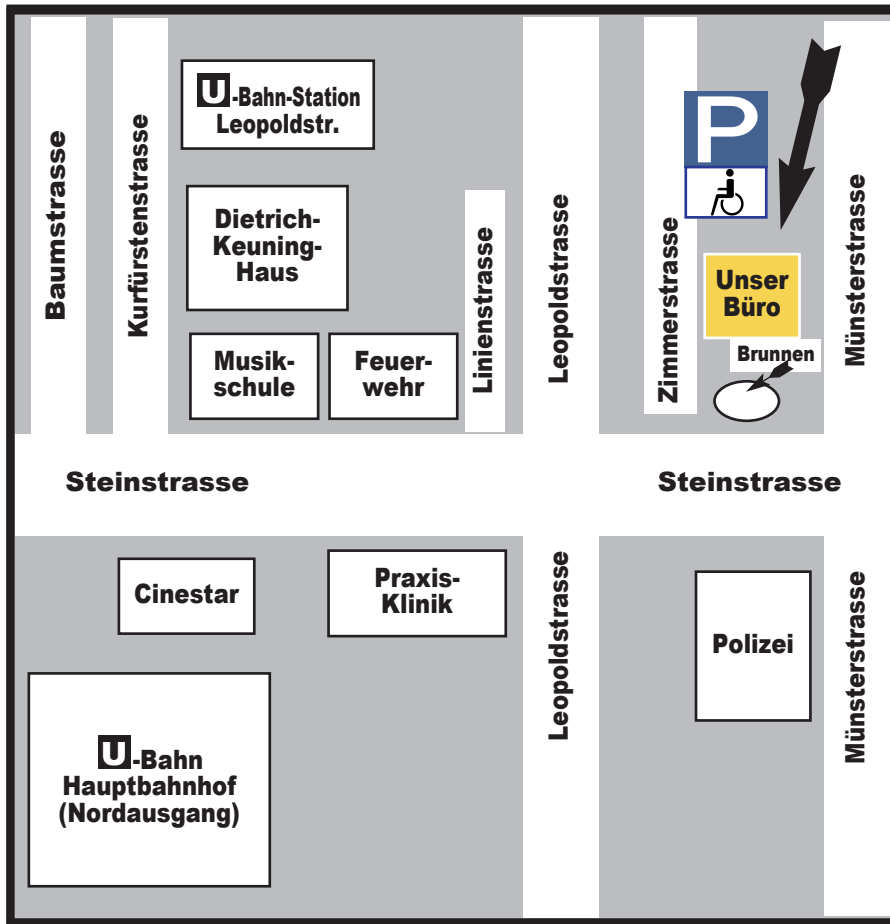 U-Bahn-Station
Leopoldstr.
P
Dietrich-
Keuning-
Haus
Musik-
schule
Feuer-
wehr
Baumstrasse
Kurfürstenstrasse
Linienstrasse
Leopoldstrasse
Zimmerstrasse
Münsterstrasse
Unser
Büro
Brunnen
Steinstrasse
Steinstrasse
Cinestar
Praxis-
Klinik
Leopoldstrasse
Polizei
Münsterstrasse
U-Bahn
Hauptbahnhof
(Nordausgang)